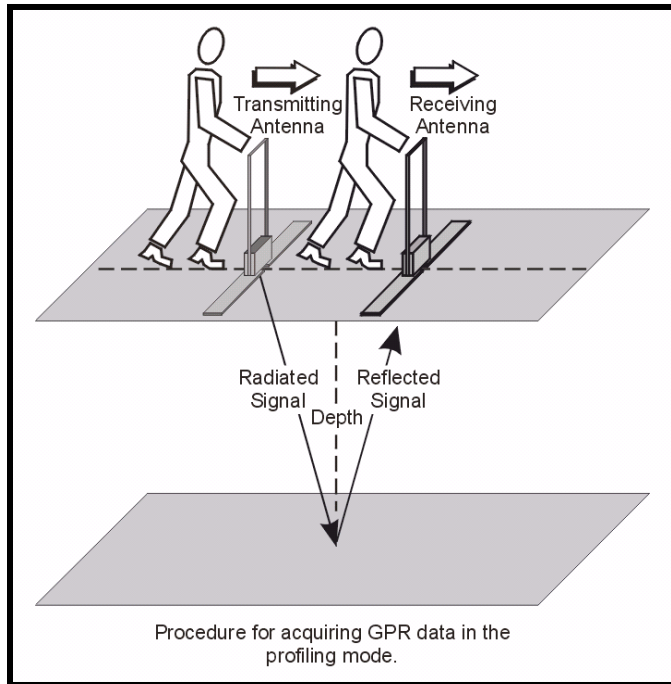 Transmitting
Antenna
Receiving
Antenna
Radiated
Signal
Reflected
Signal
Depth
Procedure for acquiring GPR data in the
profiling mode.